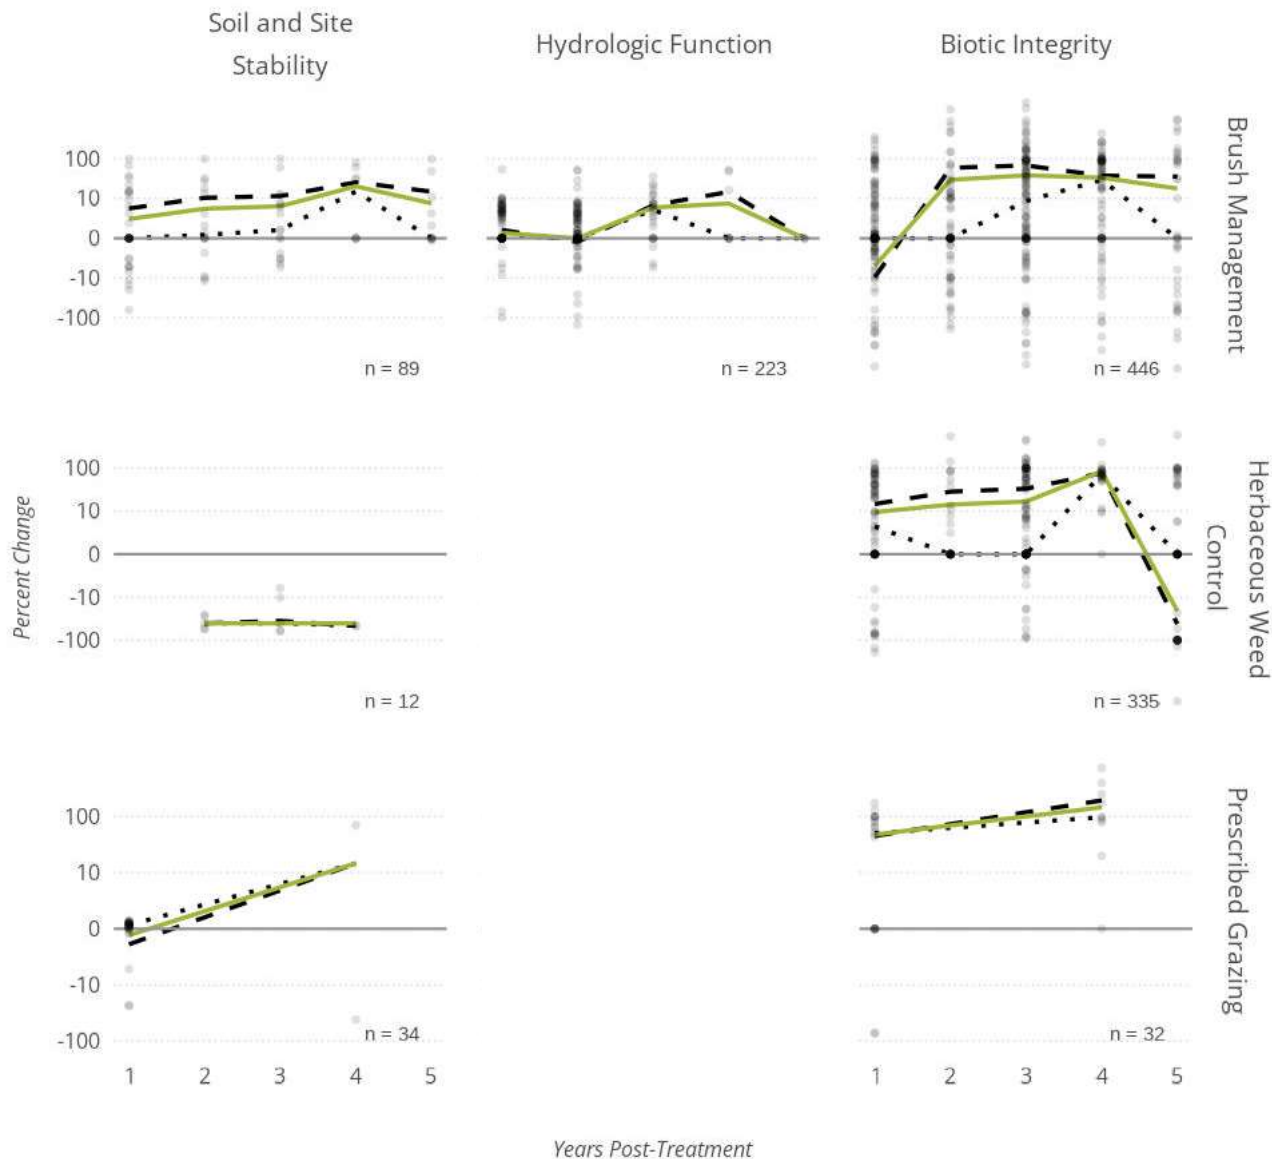 Soil and Site
Stability
Hydrologic Function
Biotic Integrity
100
10
0
-10
-100
n = 89
n = 223
n = 446
Brush Management
100
10
0
-10
-100
n = 12
n = 335
Herbaceous Weed
Control
Percent Change
100
10
0
-10
-100
n = 34
n = 32
Prescribed Grazing
1 2 3 4 5
1 2 3 4 5
Years Post-Treatment